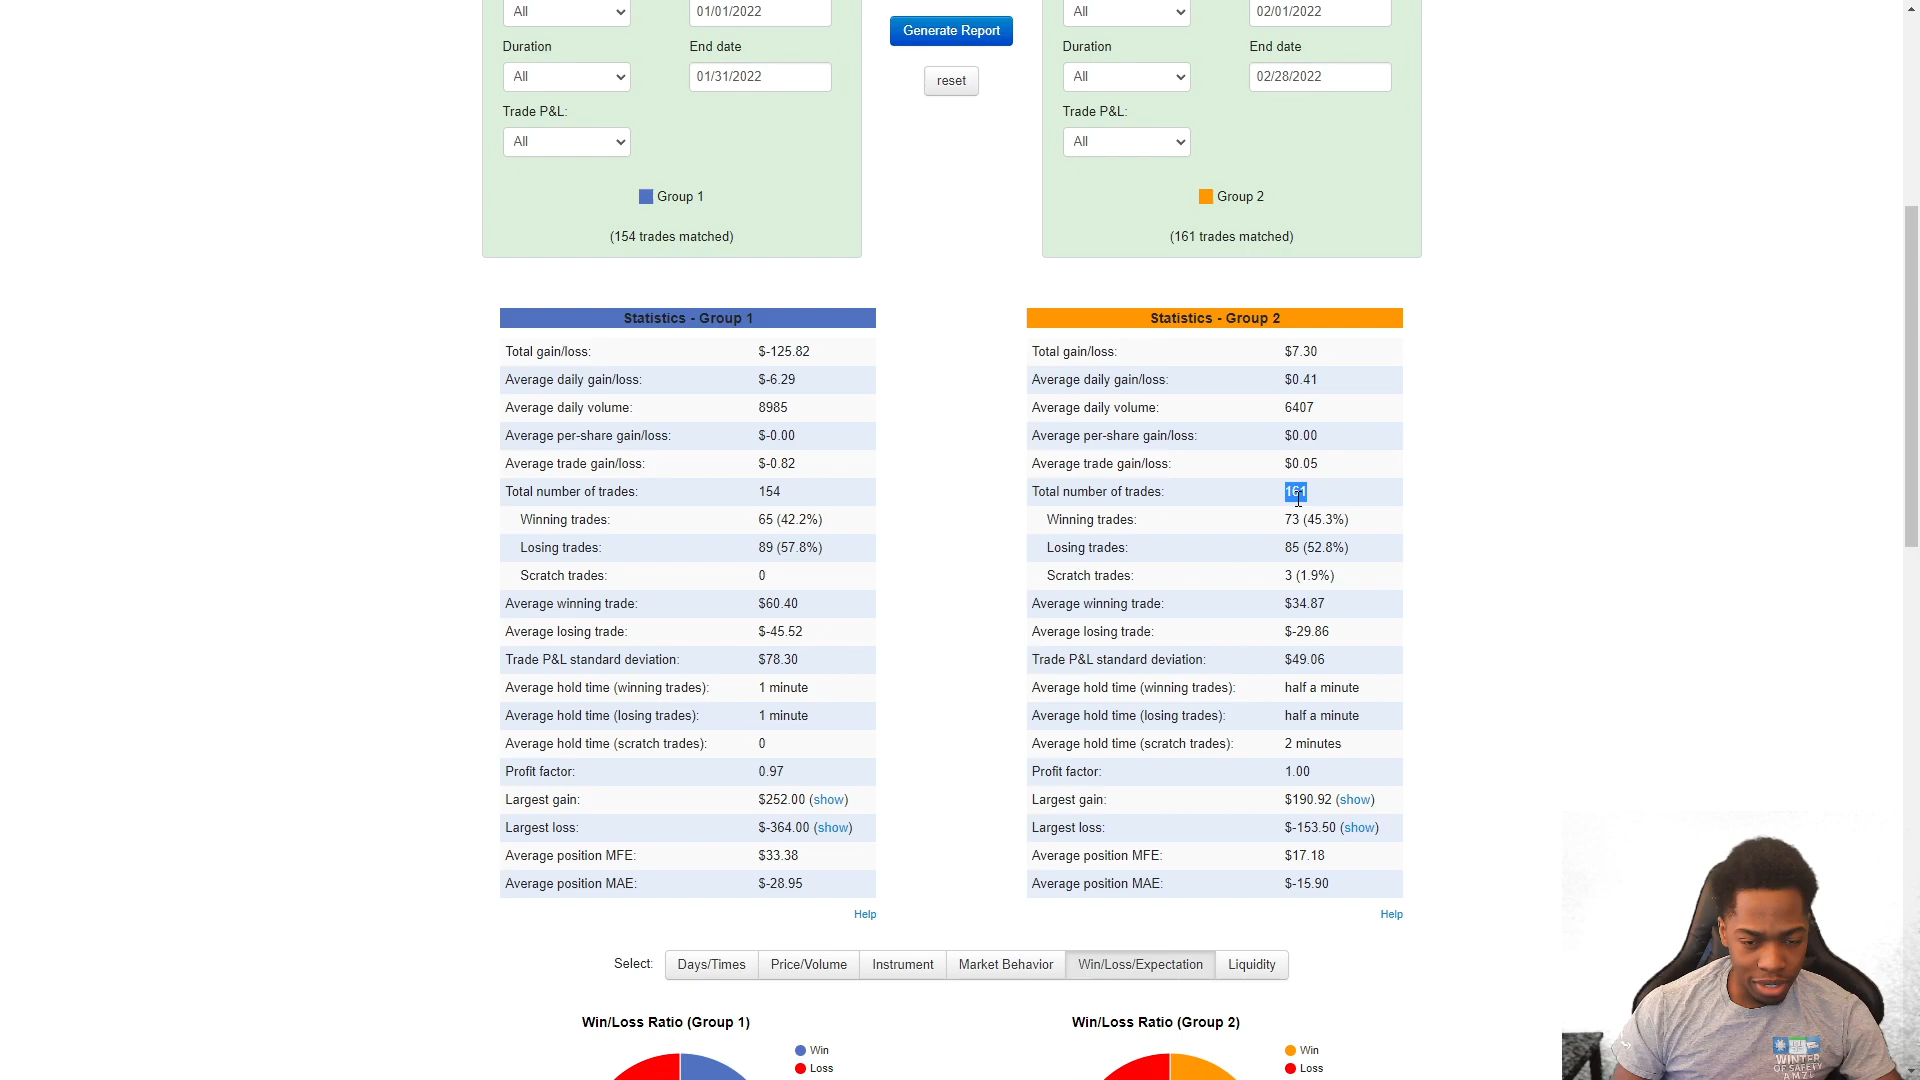 All
01/01/2022
Generate Report
All
02/01/2022
Duration
End date
Duration
End date
All
01/31/2022
reset
All
02/28/2022
Trade P&L:
Trade P&L:
All
All
Group 1
Group 2
(154 trades matched)
(161 trades matched)
Statistics - Group 1
Total gain/loss: $-125.82
Average daily gain/loss: $-6.29
Average daily volume: 8985
Average per-share gain/loss: $-0.00
Average trade gain/loss: $-0.82
Total number of trades: 154
Winning trades: 65 (42.2%)
Losing trades: 89 (57.8%)
Scratch trades: 0
Average winning trade: $60.40
Average losing trade: $-45.52
Trade P&L standard deviation: $78.30
Average hold time (winning trades): 1 minute
Average hold time (losing trades): 1 minute
Average hold time (scratch trades): 0
Profit factor: 0.97
Largest gain: $252.00 (show)
Largest loss: $-364.00 (show)
Average position MFE: $33.38
Average position MAE: $-28.95
Help
Statistics - Group 2
Total gain/loss: $7.30
Average daily gain/loss: $0.41
Average daily volume: 6407
Average per-share gain/loss: $0.00
Average trade gain/loss: $0.05
Total number of trades: 161
Winning trades: 73 (45.3%)
Losing trades: 85 (52.8%)
Scratch trades: 3 (1.9%)
Average winning trade: $34.87
Average losing trade: $-29.86
Trade P&L standard deviation: $49.06
Average hold time (winning trades): half a minute
Average hold time (losing trades): half a minute
Average hold time (scratch trades): 2 minutes
Profit factor: 1.00
Largest gain: $190.92 (show)
Largest loss: $-153.50 (show)
Average position MFE: $17.18
Average position MAE: $-15.90
Help
Select: Days/Times Price/Volume Instrument Market Behavior Win/Loss/Expectation Liquidity
Win/Loss Ratio (Group 1)
Win
Loss
Win/Loss Ratio (Group 2)
Win
Loss
WINTER
OF SAFETY
AMZL